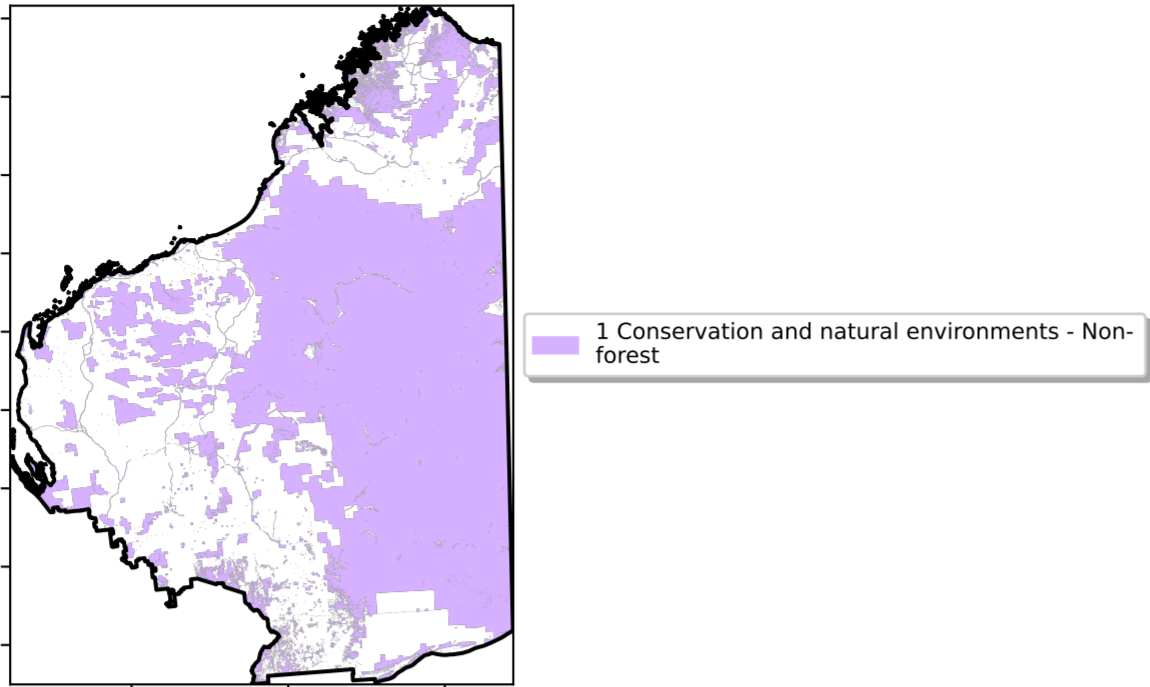 1 Conservation and natural environments - Non-
forest